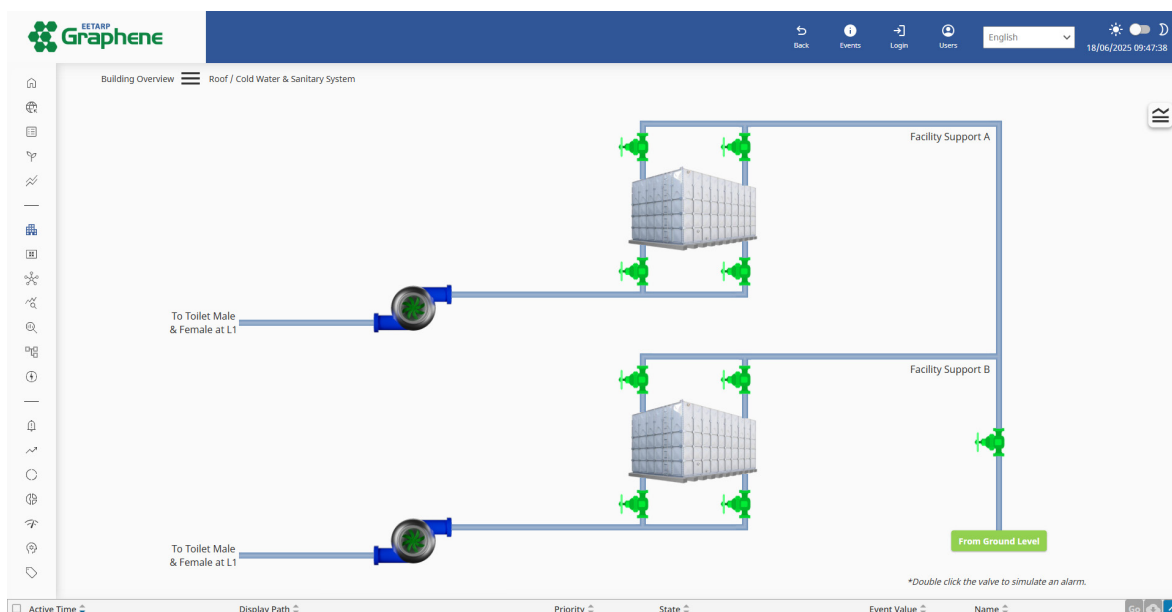 EETARP
Graphene
Back
Events
Login
Users
English
18/06/2025 09:47:38
Building Overview
Roof / Cold Water & Sanitary System
Facility Support A
To Toilet Male
& Female at L1
Facility Support B
To Toilet Male
& Female at L1
From Ground Level
*Double click the valve to simulate an alarm.
Active Time
Display Path
Priority
State
Event Value
Name
Go